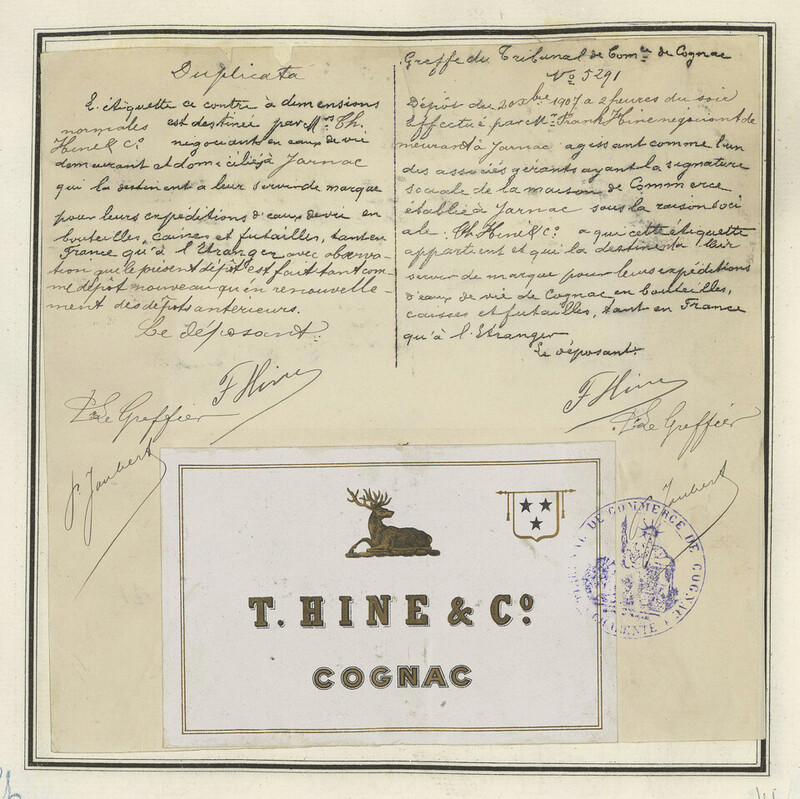 Duplicata
L'étiquette ci contre à dimensions
normales est destinée par Mrs Th.
Hine & Co négociant en eaux de vie
demeurant et domiciliés à Jarnac
qui la destinent à leur servir de marque
pour leurs expéditions d'eaux de vie en
bouteilles, caisses et futailles, tant en
France qu'à l'Etranger avec observa-
tion que le présent dépôt est fait tant com-
me dépôt nouveau qu'en renouvelle-
ment des dépôts antérieurs.
Le déposant.
F Hine
Le Greffier
P. Joubert
Greffe du Tribunal de Comce de Cognac
No 5291
Dépôt du 20 Xbre 1907 à 2 heures du soir
Effectué par Mr Frank Hine négociant de
meurant à Jarnac agissant comme l'un
des associés gérants ayant la signature
sociale de la maison de Commerce
établie à Jarnac sous la raison soci
ale: Th. Hine & Co. a qui cette étiquette
appartient et qui la destine à leur
servir de marque pour leurs expéditions
d'eaux de vie de Cognac, en bouteilles,
caisses et futailles, tant en France
qu'à l'Etranger
Le déposant.
F Hine
Le Greffier
Joubert
T. HINE & Co
COGNAC
DE COMMERCE DE COGNAC
CHARENTE